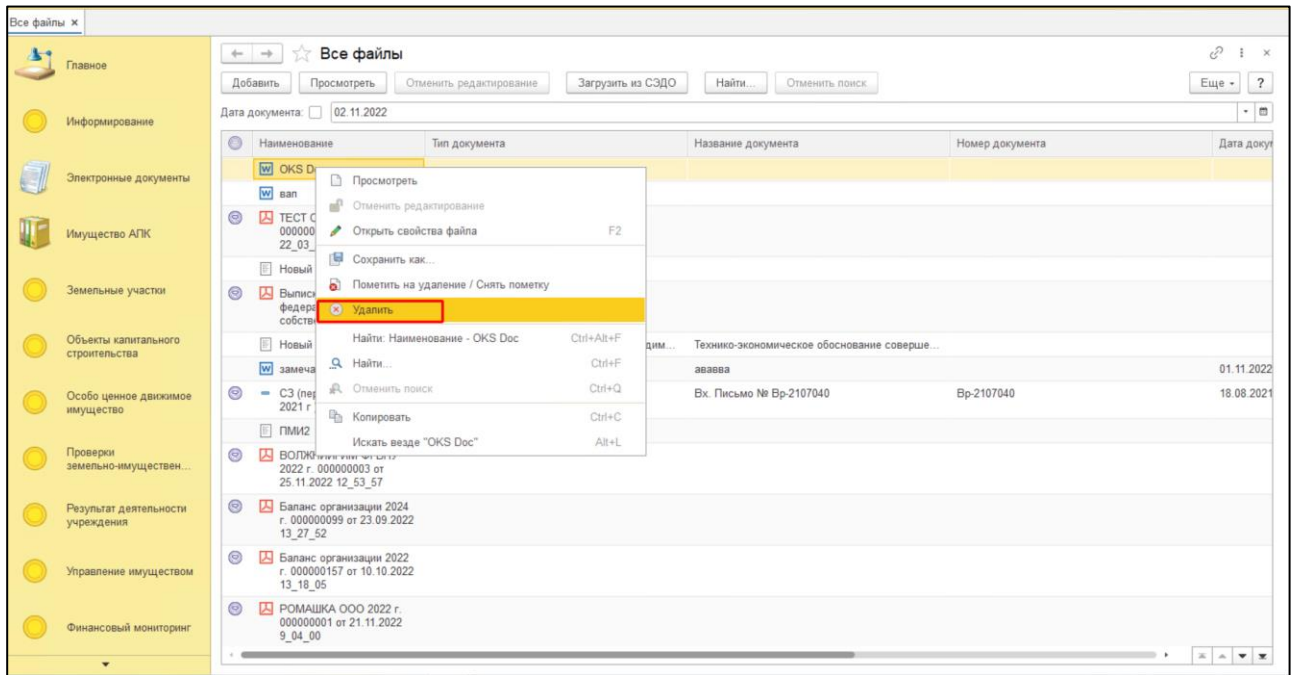 Все файлы ×
Главное
Информирование
Электронные документы
Имущество АПК
Земельные участки
Объекты капитального
строительства
Особо ценное движимое
имущество
Проверки
земельно-имуществен...
Результат деятельности
учреждения
Управление имуществом
Финансовый мониторинг
Все файлы
Добавить Просмотреть Отменить редактирование Загрузить из СЭДО Найти... Отменить поиск Еще ?
Дата документа: 02.11.2022
Наименование Тип документа Название документа Номер документа Дата докум
OKS D
вап
ТЕСТ О
000000
22_03_
Новый
Выписк
федера
собств
Новый дим... Технико-экономическое обоснование соверше...
замеча авава 01.11.2022
СЗ (пер Вх. Письмо № Вр-2107040 Вр-2107040 18.08.2021
2021 г
ПМИ2
2022 г. 000000003 от
25.11.2022 12_53_57
Баланс организации 2024
г. 000000099 от 23.09.2022
13_27_52
Баланс организации 2022
г. 000000157 от 10.10.2022
13_18_05
РОМАШКА ООО 2022 г.
000000001 от 21.11.2022
9_04_00
Просмотреть
Отменить редактирование
Открыть свойства файла F2
Сохранить как...
Пометить на удаление / Снять пометку
Удалить
Найти: Наименование - OKS Doc Ctrl+Alt+F
Найти... Ctrl+F
Отменить поиск Ctrl+Q
Копировать Ctrl+C
Искать везде "OKS Doc" Alt+L